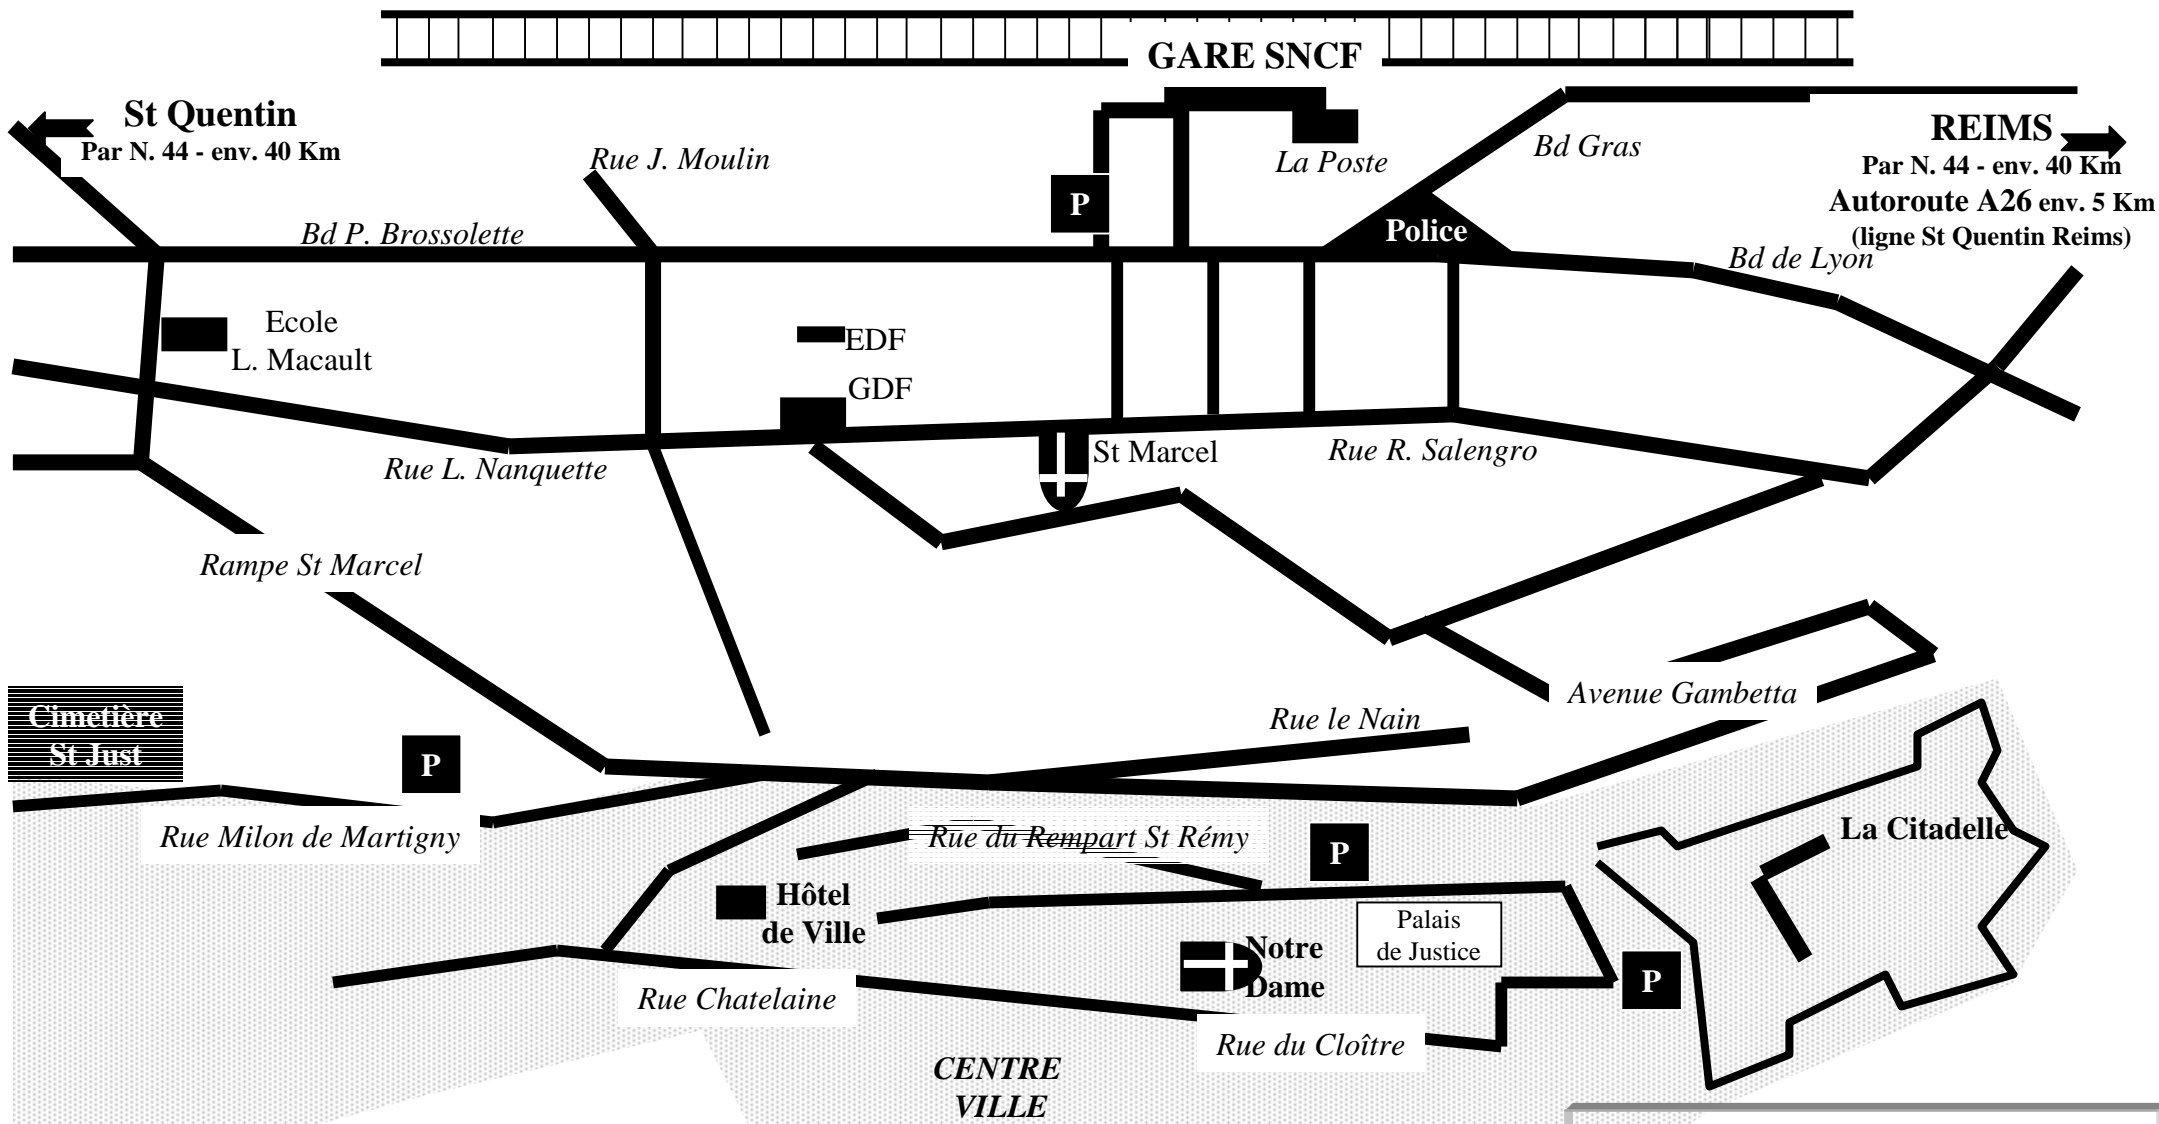 GARE SNCF
St Quentin
Par N. 44 - env. 40 Km
REIMS
Par N. 44 - env. 40 Km
Autoroute A26 env. 5 Km
(ligne St Quentin Reims)
Rue J. Moulin
La Poste
Bd Gras
P
Bd P. Brossolette
Police
Bd de Lyon
Ecole
L. Macault
EDF
GDF
Rue L. Nanquette
St Marcel
Rue R. Salengro
Rampe St Marcel
Avenue Gambetta
Rue le Nain
Cimetière
St Just
P
Rue Milon de Martigny
Rue du Rempart St Rémy
P
La Citadelle
Hôtel
de Ville
Palais
de Justice
Notre
Dame
P
Rue Chatelaine
Rue du Cloître
CENTRE
VILLE